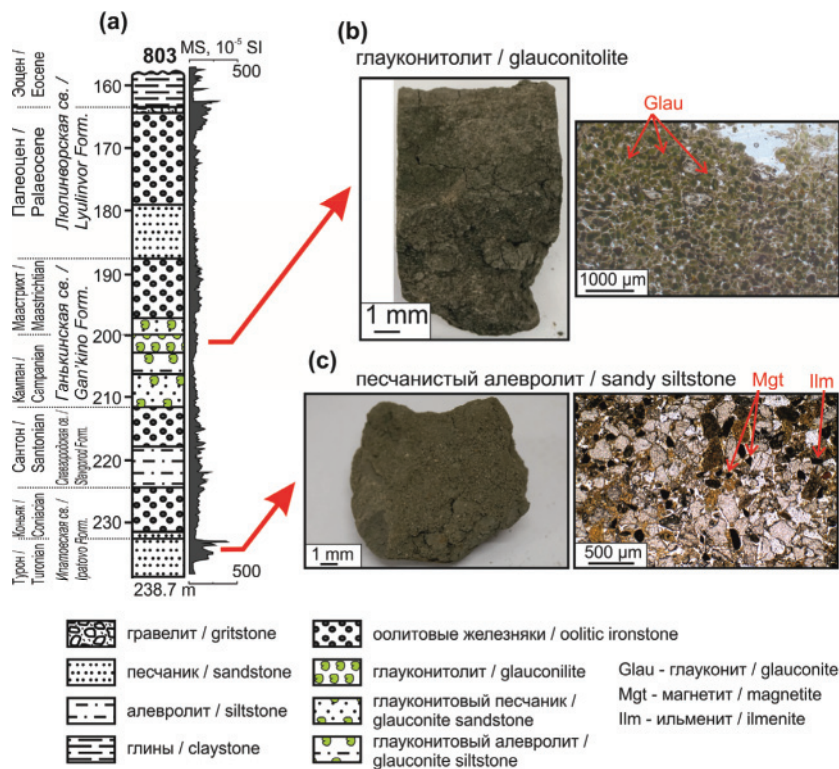 (a)
803
MS, 10⁻⁵ SI
500
160
170
180
190
200
210
220
230
Эоцен /
Eocene
Палеоцен /
Palaeocene
Маастрихт /
Maastrichtian
Кампан /
Campanian
Сантон /
Santonian
Коньяк /
Coniacian
Турон /
Turonian
Люлинворская св. /
Lyulinvor Form.
Ганькинская св. /
Gan'kino Form.
Славгородская св. /
Slavgorod Form.
Ипатовская св. /
Ipatovo Form.
238.7 m
500
(b)
глауконитолит / glauconitolite
1 mm
Glau
1000 µm
(c)
песчанистый алевролит / sandy siltstone
1 mm
Mgt
Ilm
500 µm
гравелит / gritstone
песчаник / sandstone
алевролит / siltstone
глины / claystone
оолитовые железняки / oolitic ironstone
глауконитолит / glauconilite
глауконитовый песчаник /
glauconite sandstone
глауконитовый алевролит /
glauconite siltstone
Glau - глауконит / glauconite
Mgt - магнетит / magnetite
Ilm - ильменит / ilmenite